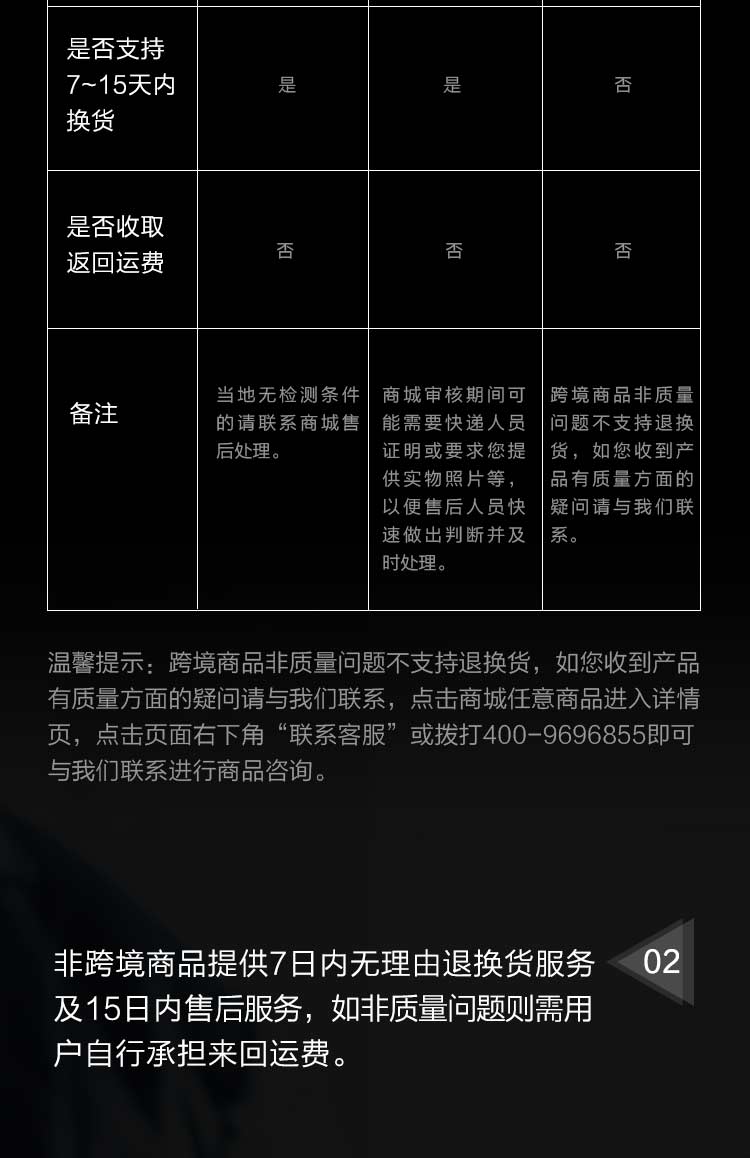 是否支持
7~15天内
换货
是
是
否
是否收取
返回运费
否
否
否
备注
当地无检测条件
的请联系商城售
后处理。
商城审核期间可
能需要快递人员
证明或要求您提
供实物照片等，
以便售后人员快
速做出判断并及
时处理。
跨境商品非质量
问题不支持退换
货，如您收到产
品有质量方面的
疑问请与我们联
系。
温馨提示：跨境商品非质量问题不支持退换货，如您收到产品
有质量方面的疑问请与我们联系，点击商城任意商品进入详情
页，点击页面右下角“联系客服”或拨打400-9696855即可
与我们联系进行商品咨询。
02
非跨境商品提供7日内无理由退换货服务
及15日内售后服务，如非质量问题则需用
户自行承担来回运费。